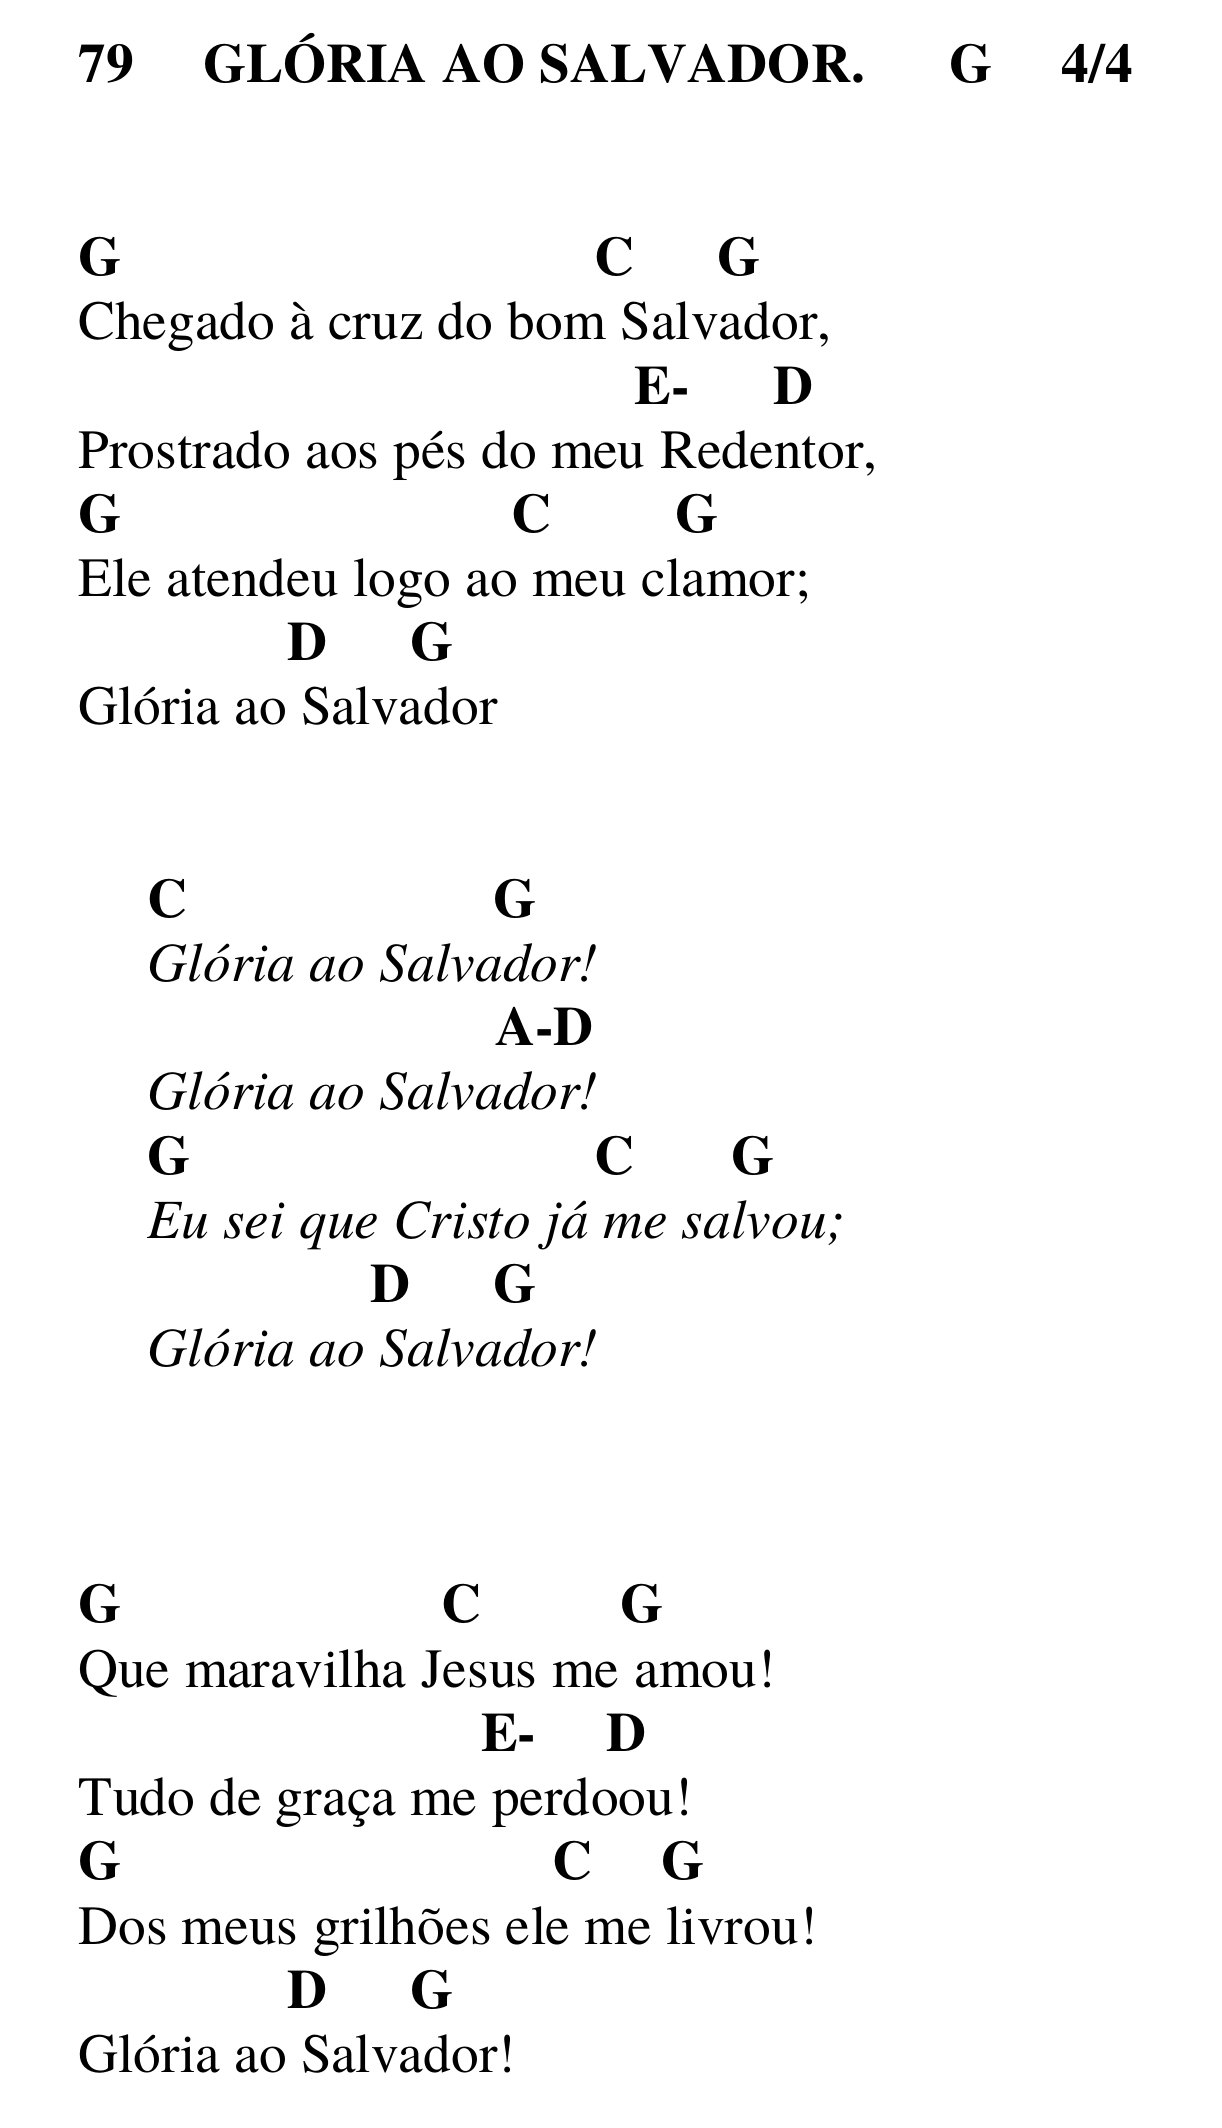 79 GLÓRIA AO SALVADOR. G 4/4
G C G
Chegado à cruz do bom Salvador,
E- D
Prostrado aos pés do meu Redentor,
G C G
Ele atendeu logo ao meu clamor;
D G
Glória ao Salvador
C G
Glória ao Salvador!
A-D
Glória ao Salvador!
G C G
Eu sei que Cristo já me salvou;
D G
Glória ao Salvador!
G C G
Que maravilha Jesus me amou!
E- D
Tudo de graça me perdoou!
G C G
Dos meus grilhões ele me livrou!
D G
Glória ao Salvador!